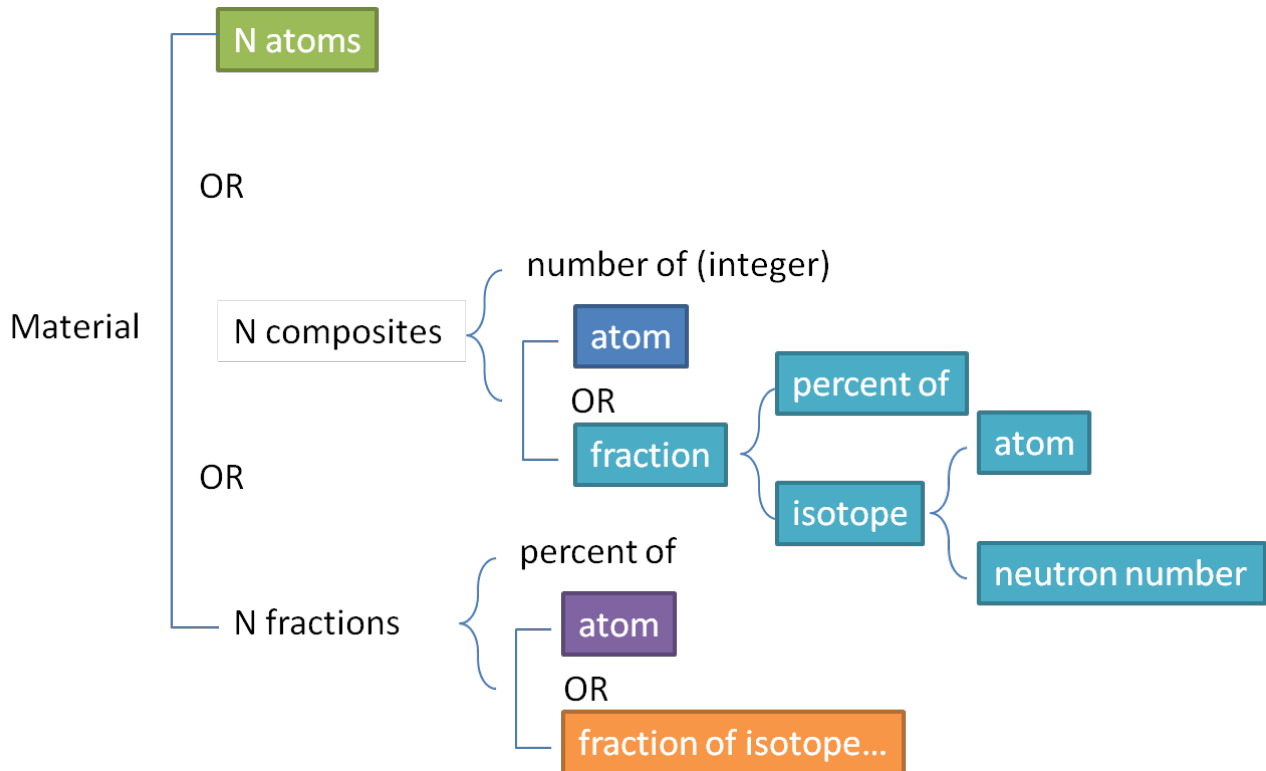 N atoms
OR
number of (integer)
Material
N composites
atom
OR
percent of
fraction
atom
OR
isotope
percent of
neutron number
N fractions
atom
OR
fraction of isotope...